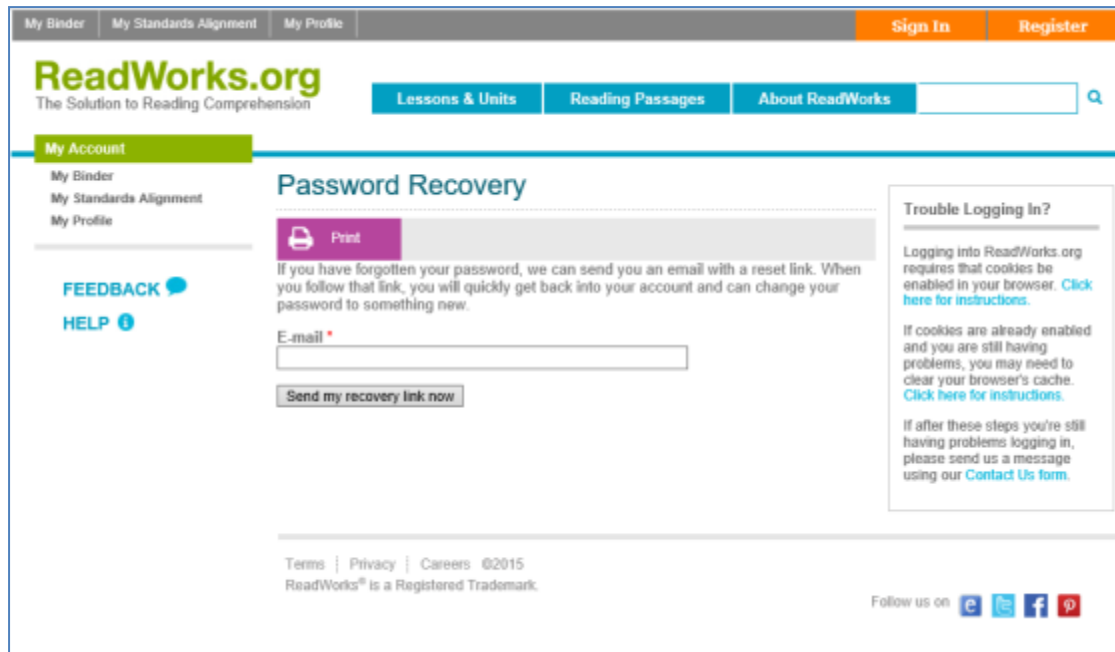 My Binder My Standards Alignment My Profile Sign In Register
ReadWorks.org
The Solution to Reading Comprehension
Lessons & Units Reading Passages About ReadWorks
My Account
My Binder
My Standards Alignment
My Profile
FEEDBACK
HELP
Password Recovery
Print
If you have forgotten your password, we can send you an email with a reset link. When
you follow that link, you will quickly get back into your account and can change your
password to something new.
E-mail *
Send my recovery link now
Trouble Logging In?
Logging into ReadWorks.org
requires that cookies be
enabled in your browser. Click
here for instructions.
If cookies are already enabled
and you are still having
problems, you may need to
clear your browser's cache.
Click here for instructions.
If after these steps you're still
having problems logging in,
please send us a message
using our Contact Us form.
Terms | Privacy | Careers ©2015
ReadWorks® is a Registered Trademark.
Follow us on